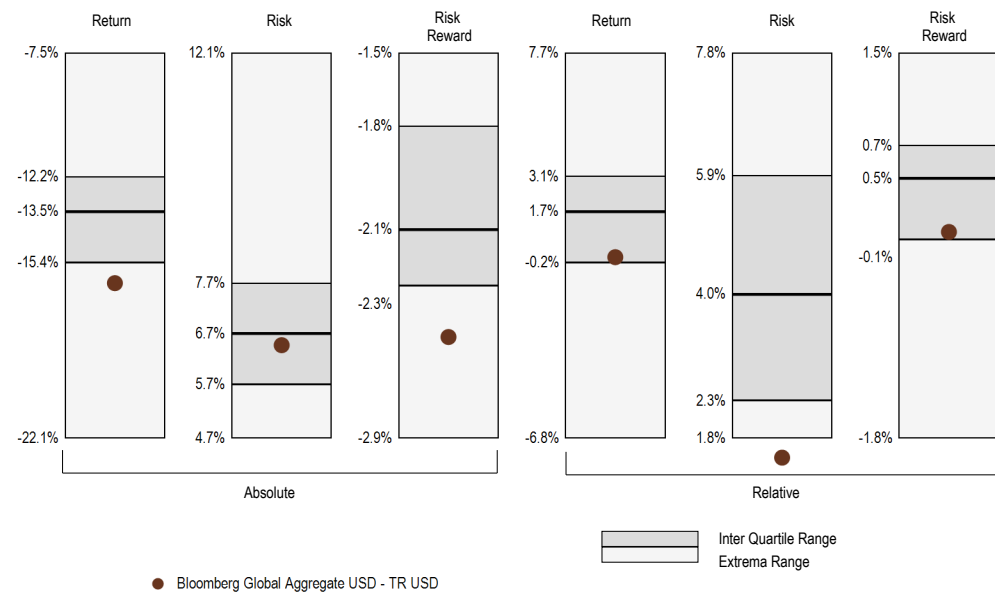 Return
Risk
Risk
Reward
Return
Risk
Risk
Reward
-7.5%
-12.2%
-13.5%
-15.4%
-22.1%
12.1%
7.7%
6.7%
5.7%
4.7%
-1.5%
-1.8%
-2.1%
-2.3%
-2.9%
7.7%
3.1%
1.7%
-0.2%
-6.8%
7.8%
5.9%
4.0%
2.3%
1.8%
1.5%
0.7%
0.5%
-0.1%
-1.8%
Absolute
Relative
Inter Quartile Range
Extrema Range
Bloomberg Global Aggregate USD - TR USD